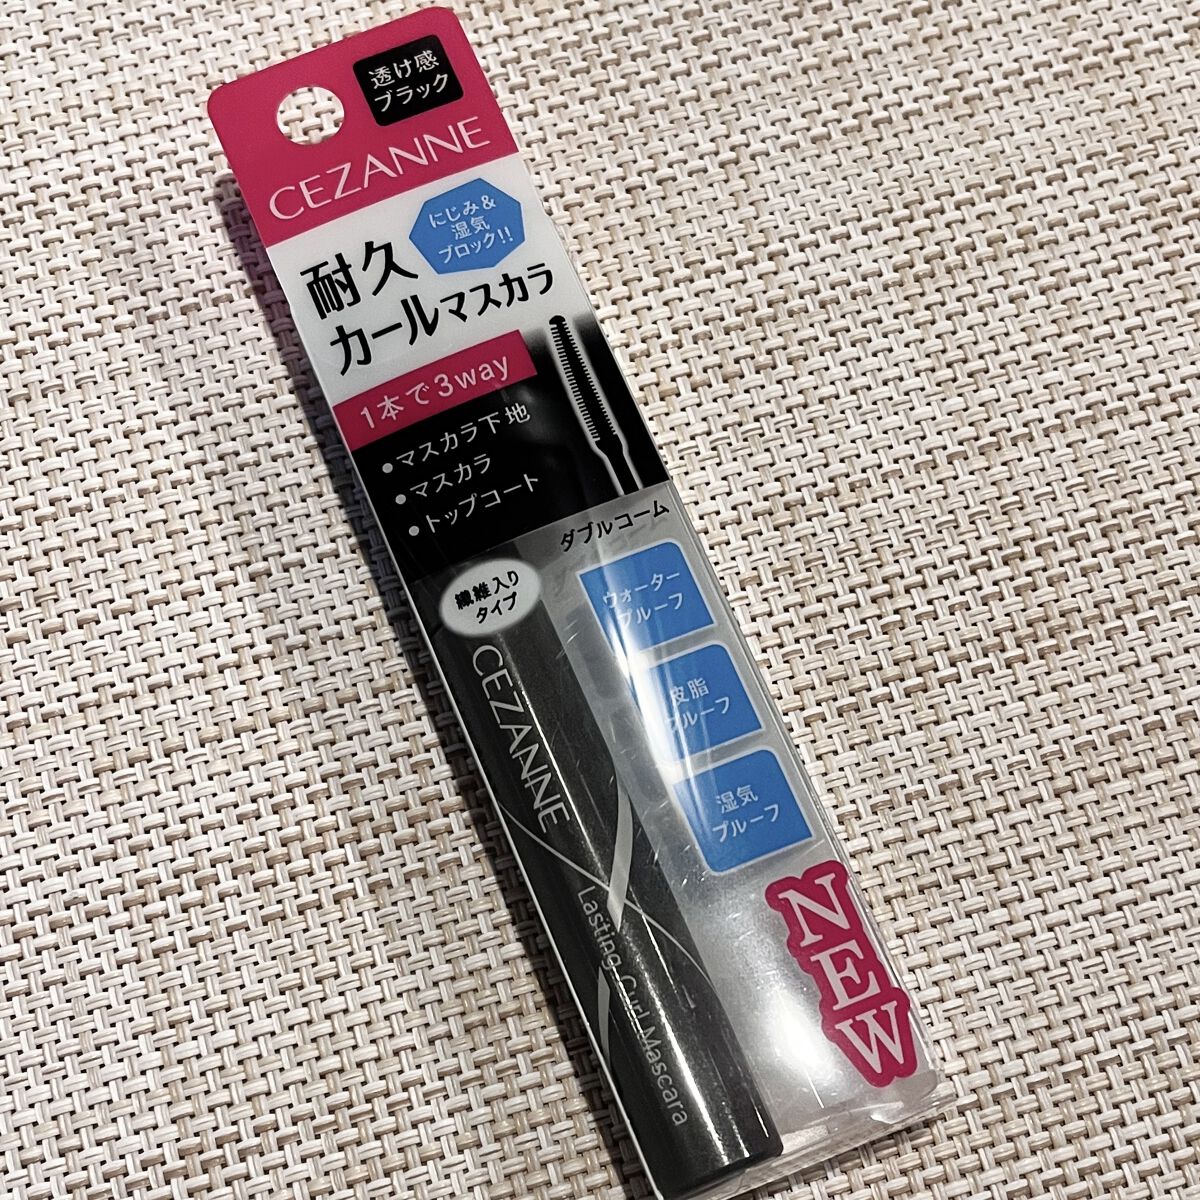 透け感
ブラック
CEZANNE
にじみ&
湿気
ブロック!!
耐久
カールマスカラ
1本で3way
•マスカラ下地
•マスカラ
•トップコート
ダブルコーム
繊維入り
タイプ
ウォーター
プルーフ
皮脂
プルーフ
湿気
プルーフ
CEZANNE
Lasting Curl Mascara
NEW